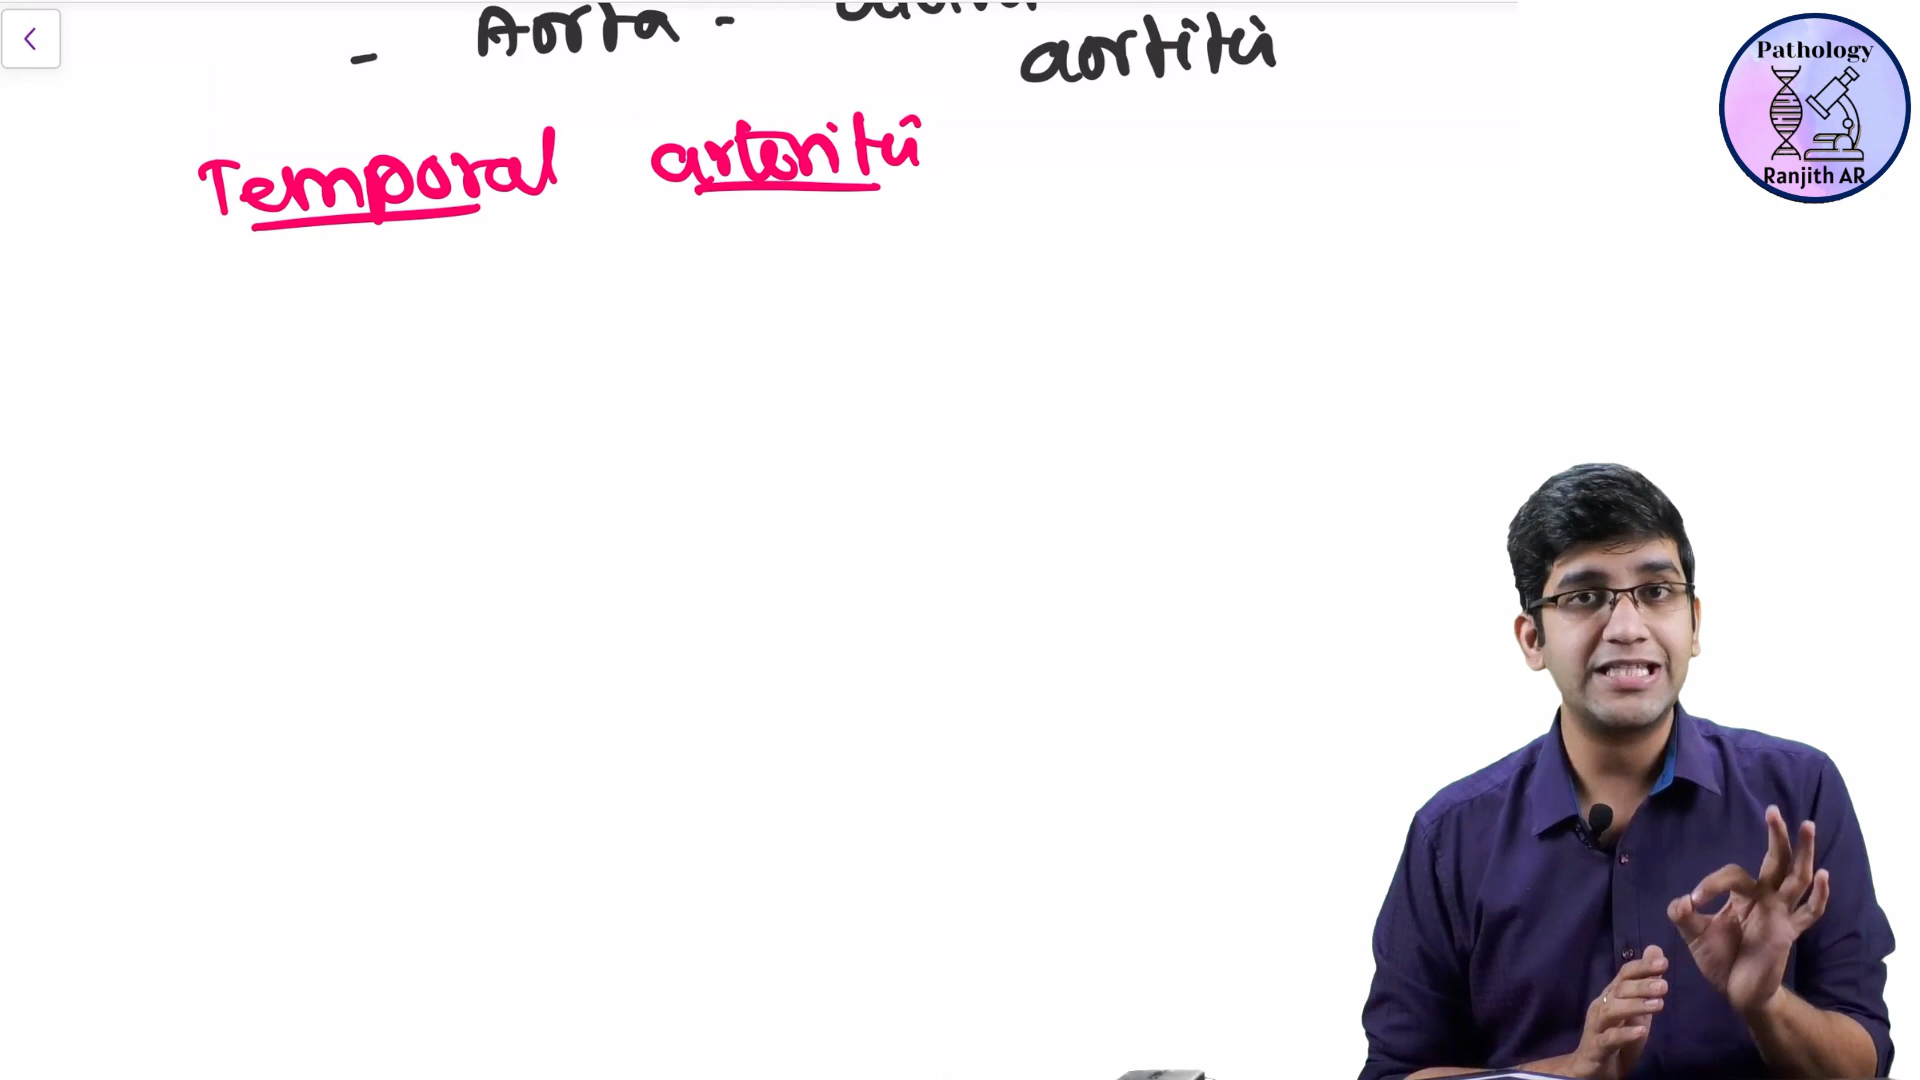 - Aorta -
aortitis
Temporal arteritis
Pathology
Ranjith AR